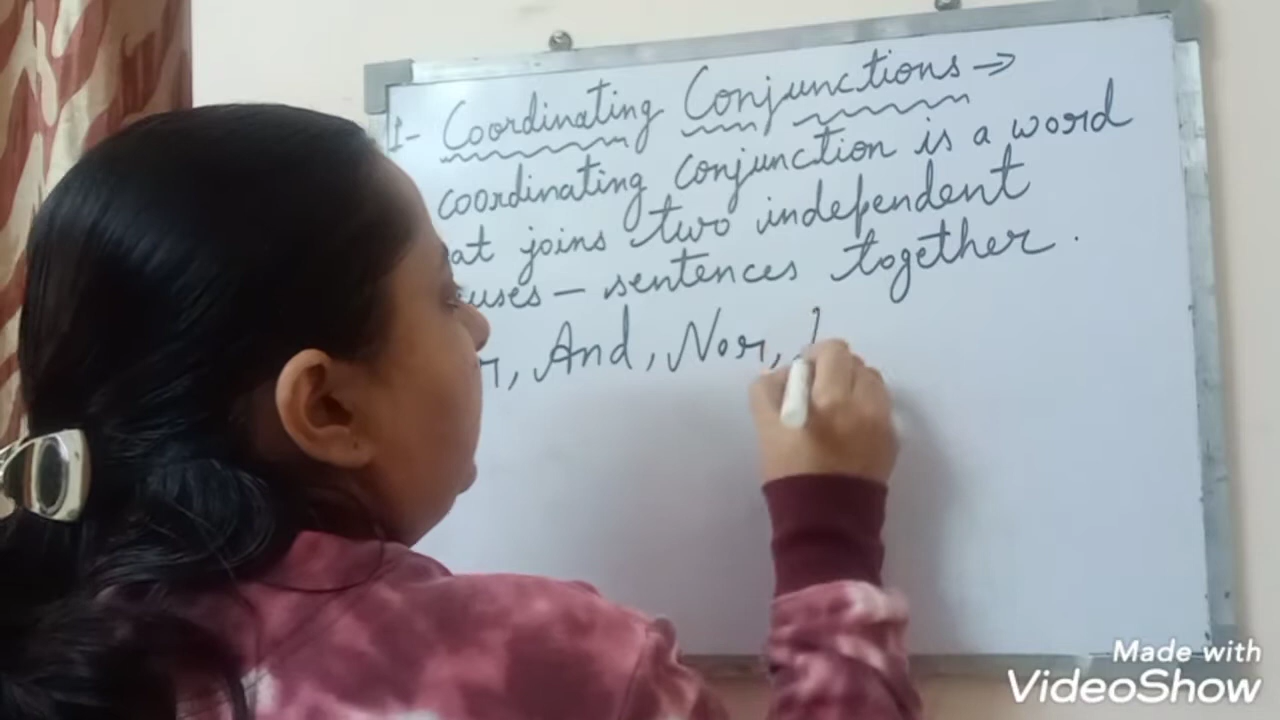 1- Coordinating Conjunctions →
coordinating conjunction is a word
at joins two independent
uses - sentences together.
r, And, Nor,
Made with
VideoShow